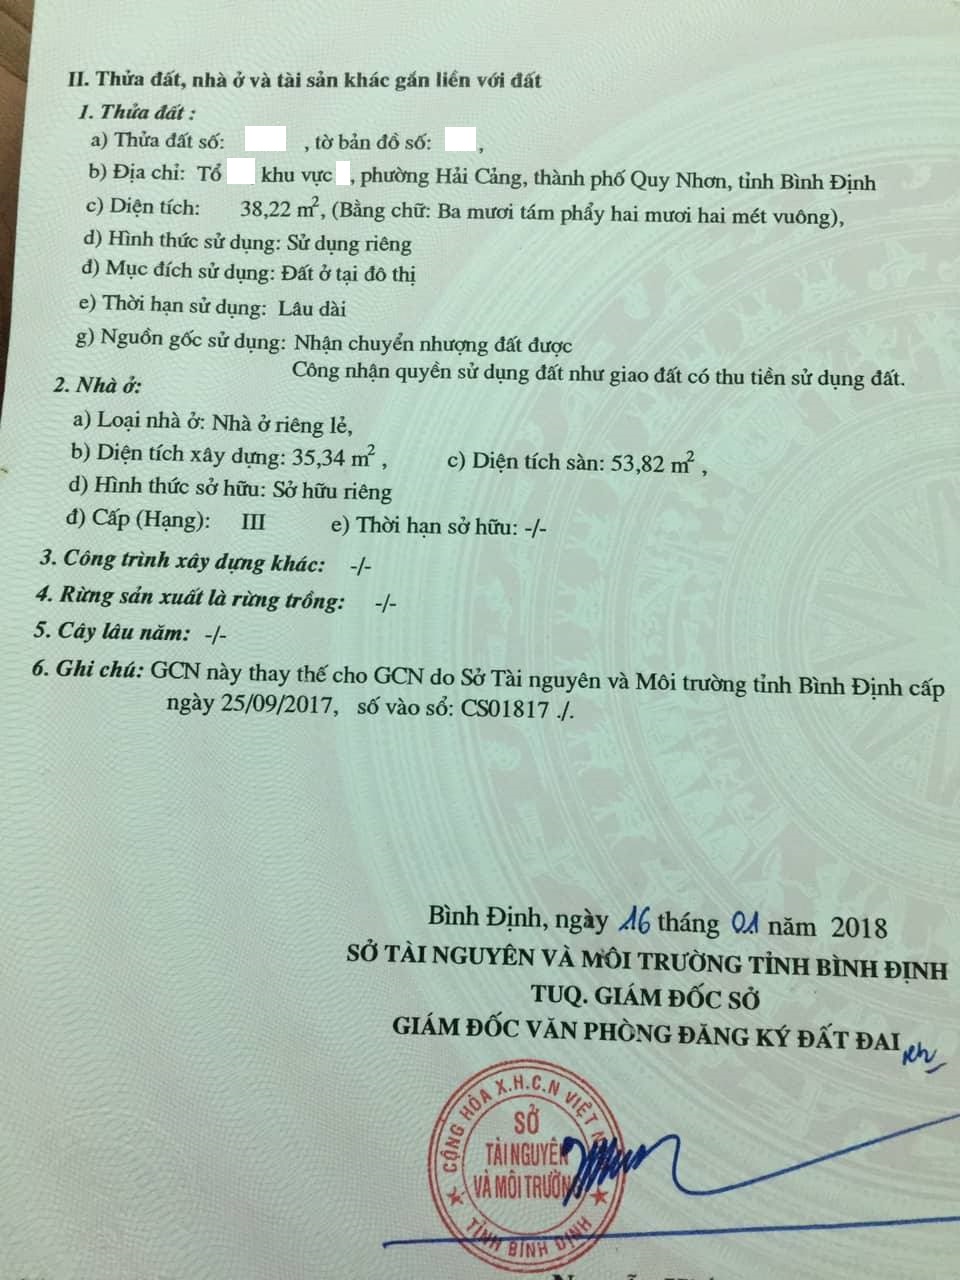 II. Thửa đất, nhà ở và tài sản khác gắn liền với đất
1. Thửa đất :
a) Thửa đất số: , tờ bản đồ số: ,
b) Địa chỉ: Tổ khu vực , phường Hải Cảng, thành phố Quy Nhơn, tỉnh Bình Định
c) Diện tích: 38,22 m², (Bằng chữ: Ba mươi tám phẩy hai mươi hai mét vuông),
d) Hình thức sử dụng: Sử dụng riêng
đ) Mục đích sử dụng: Đất ở tại đô thị
e) Thời hạn sử dụng: Lâu dài
g) Nguồn gốc sử dụng: Nhận chuyển nhượng đất được
Công nhận quyền sử dụng đất như giao đất có thu tiền sử dụng đất.
2. Nhà ở:
a) Loại nhà ở: Nhà ở riêng lẻ,
b) Diện tích xây dựng: 35,34 m² , c) Diện tích sàn: 53,82 m² ,
d) Hình thức sở hữu: Sở hữu riêng
đ) Cấp (Hạng): III e) Thời hạn sở hữu: -/-
3. Công trình xây dựng khác: -/-
4. Rừng sản xuất là rừng trồng: -/-
5. Cây lâu năm: -/-
6. Ghi chú: GCN này thay thế cho GCN do Sở Tài nguyên và Môi trường tỉnh Bình Định cấp
ngày 25/09/2017, số vào sổ: CS01817 ./.
Bình Định, ngày 16 tháng 01 năm 2018
SỞ TÀI NGUYÊN VÀ MÔI TRƯỜNG TỈNH BÌNH ĐỊNH
TUQ. GIÁM ĐỐC SỞ
GIÁM ĐỐC VĂN PHÒNG ĐĂNG KÝ ĐẤT ĐAI
CỘNG HÒA X.H.C.N VIỆT N
SỞ
TÀI NGUYÊN
VÀ MÔI TRƯỜNG
TỈNH BÌNH ĐỊNH